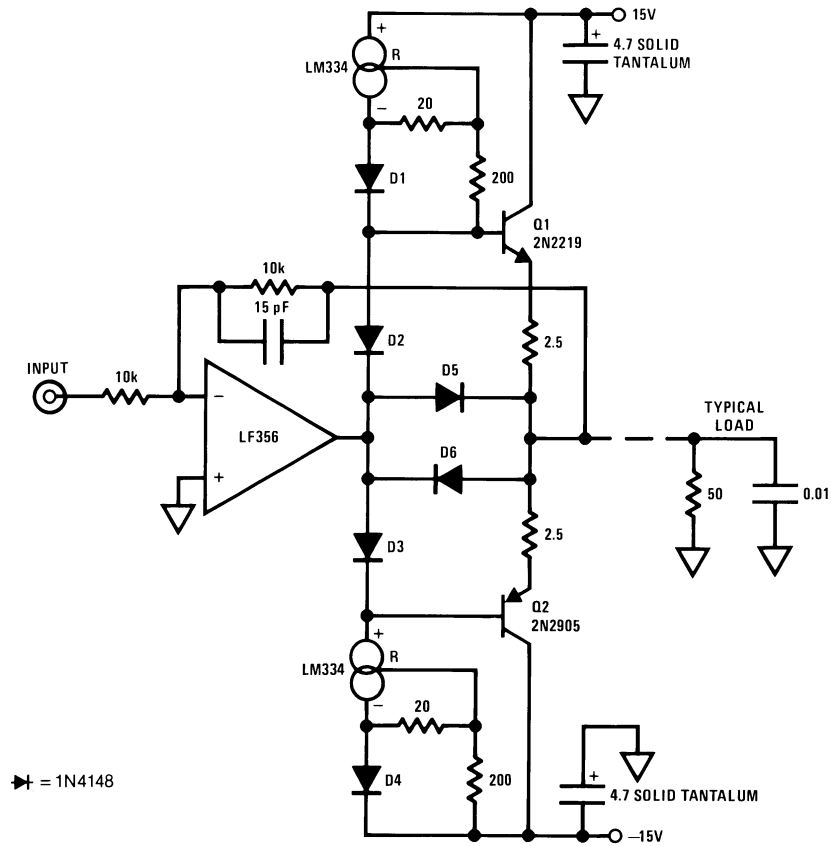 +
15V
+
4.7 SOLID
TANTALUM
LM334
R
−
20
D1
200
Q1
2N2219
10k
15 pF
D2
2.5
INPUT
10k
D5
−
LF356
TYPICAL
LOAD
D6
+
50
0.01
D3
2.5
Q2
2N2905
+
LM334
R
−
20
D4
200
+
4.7 SOLID TANTALUM
= 1N4148
−15V